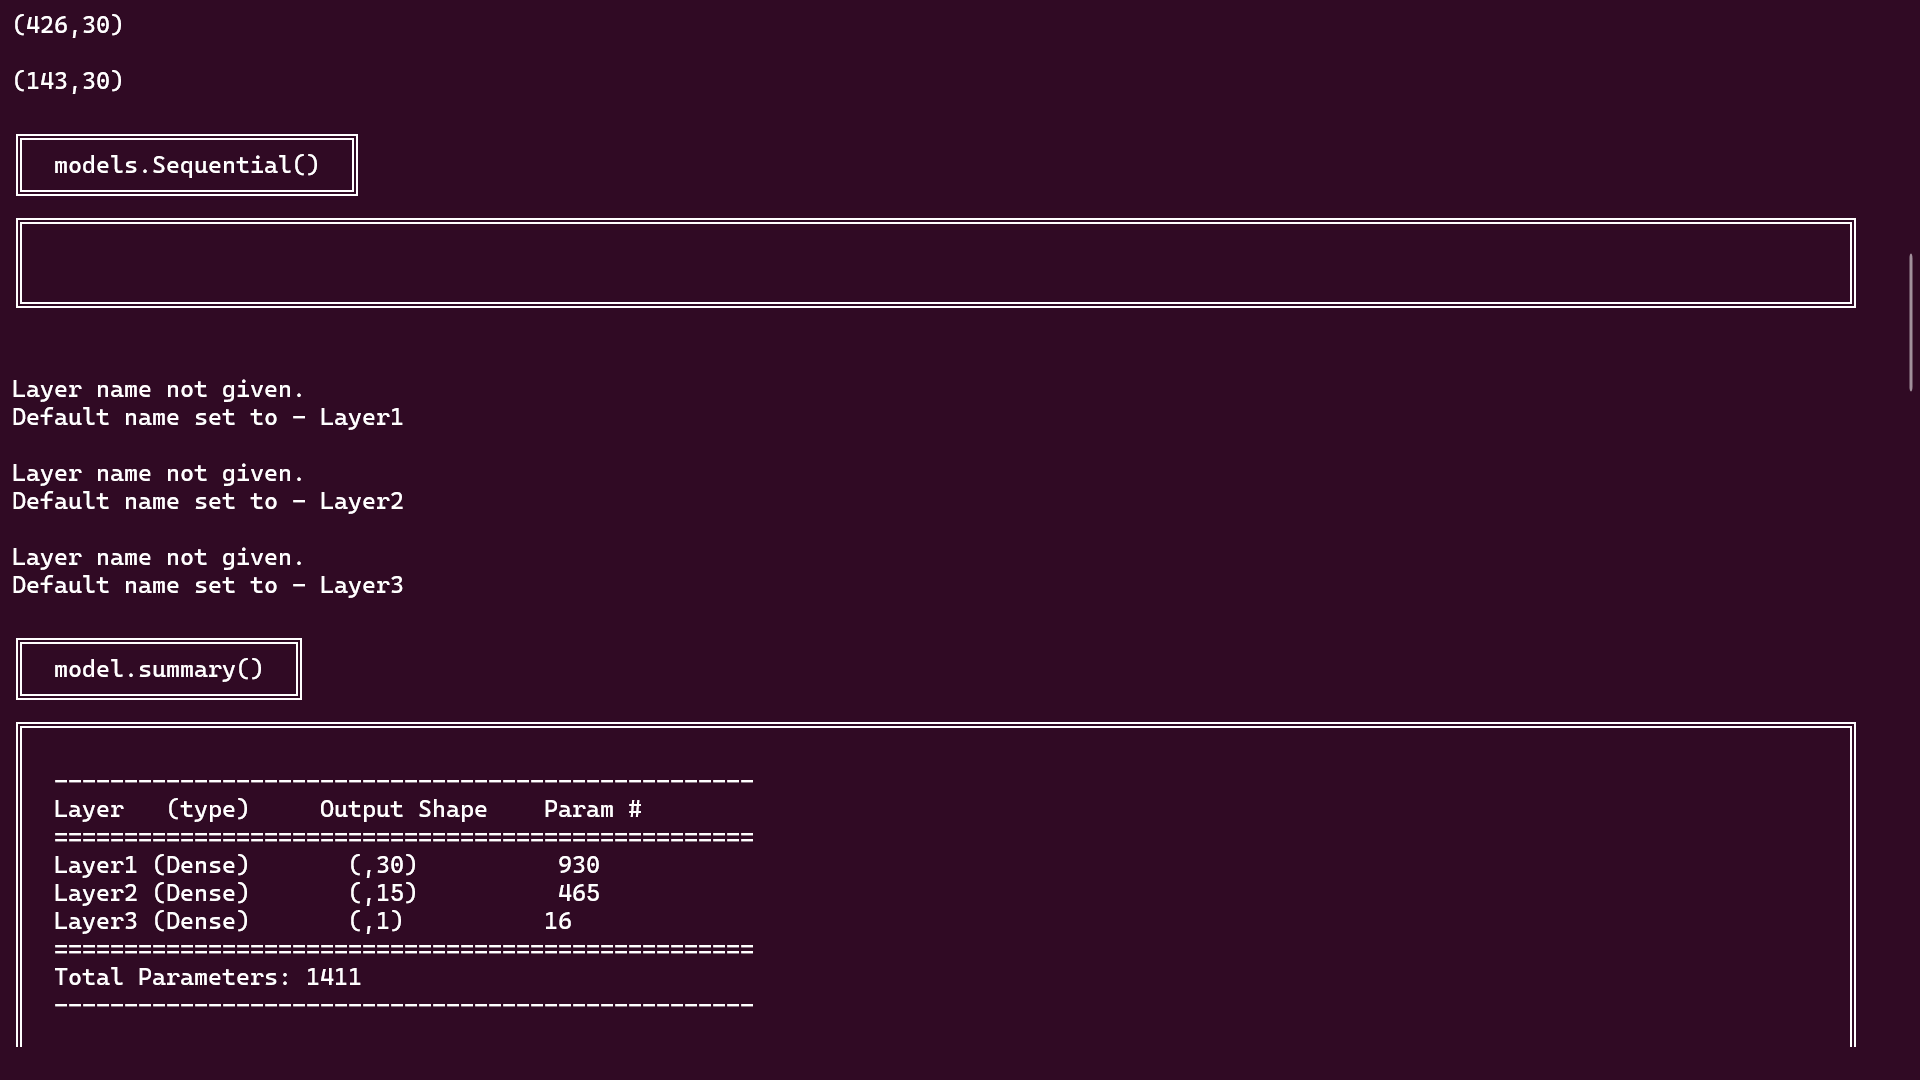 (426,30)
(143,30)
models.Sequential()
Layer name not given.
Default name set to - Layer1
Layer name not given.
Default name set to - Layer2
Layer name not given.
Default name set to - Layer3
model.summary()
--------------------------------------------------
Layer   (type)     Output Shape    Param #
==================================================
Layer1 (Dense)       (,30)          930
Layer2 (Dense)       (,15)          465
Layer3 (Dense)       (,1)          16
==================================================
Total Parameters: 1411
--------------------------------------------------